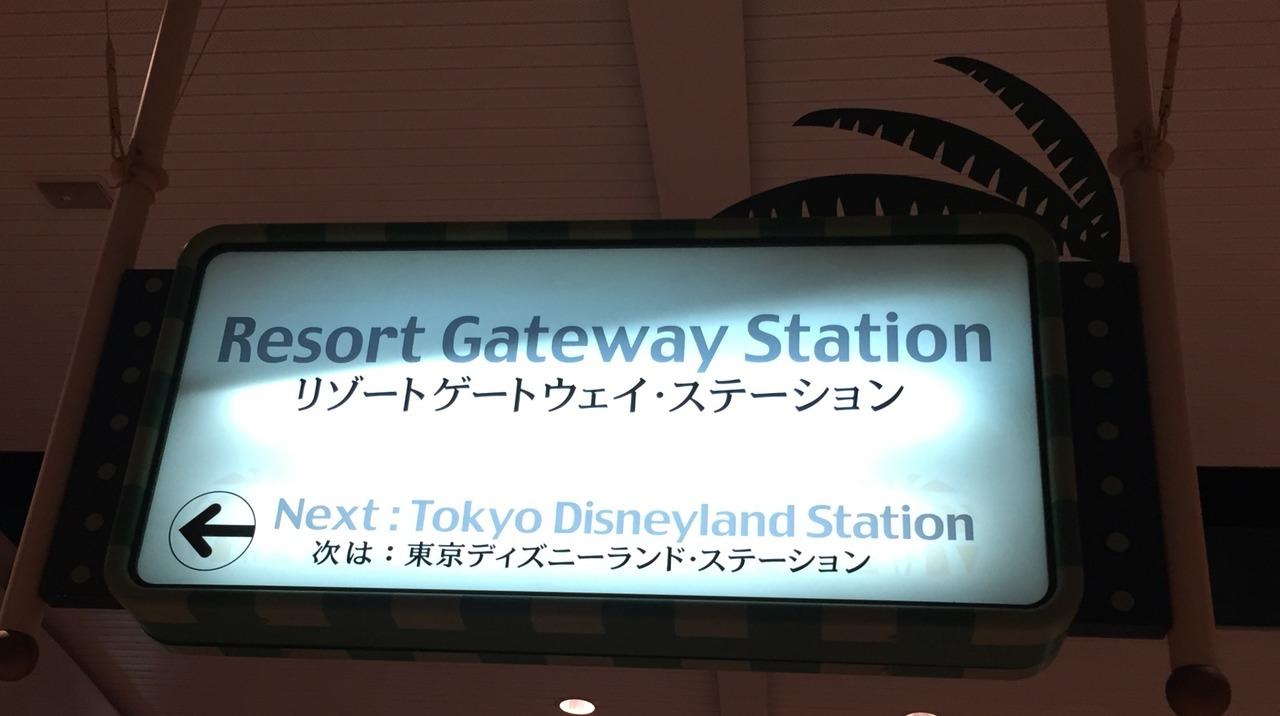 Resort Gateway Station
リゾートゲートウェイ・ステーション
Next : Tokyo Disneyland Station
次は：東京ディズニーランド・ステーション